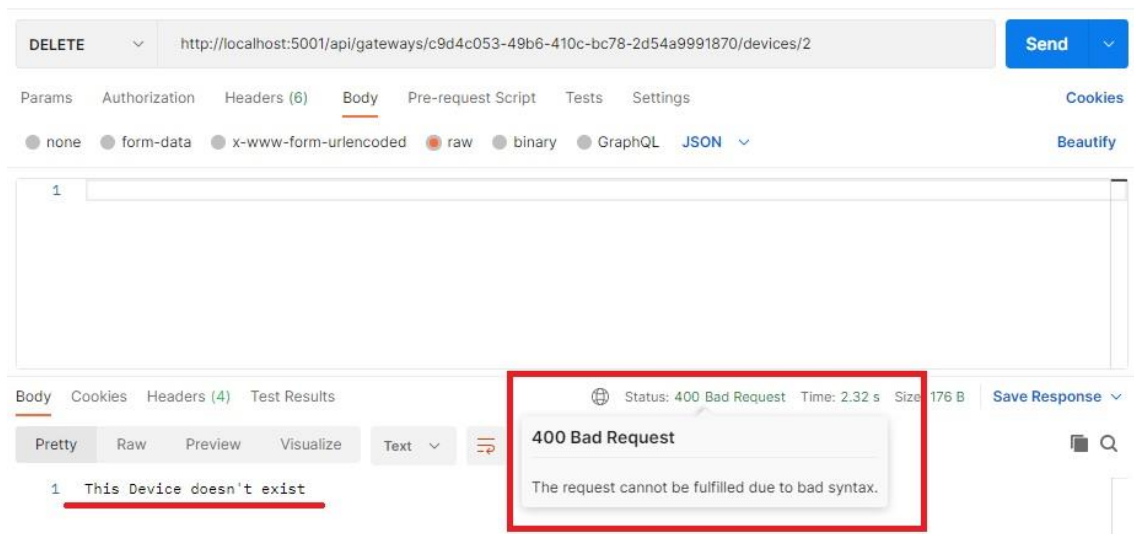 DELETE http://localhost:5001/api/gateways/c9d4c053-49b6-410c-bc78-2d54a9991870/devices/2 Send
Params Authorization Headers (6) Body Pre-request Script Tests Settings Cookies
none form-data x-www-form-urlencoded raw binary GraphQL JSON Beautify
1
Body Cookies Headers (4) Test Results Status: 400 Bad Request Time: 2.32 s Size: 176 B Save Response
Pretty Raw Preview Visualize Text
400 Bad Request
The request cannot be fulfilled due to bad syntax.
1 This Device doesn't exist